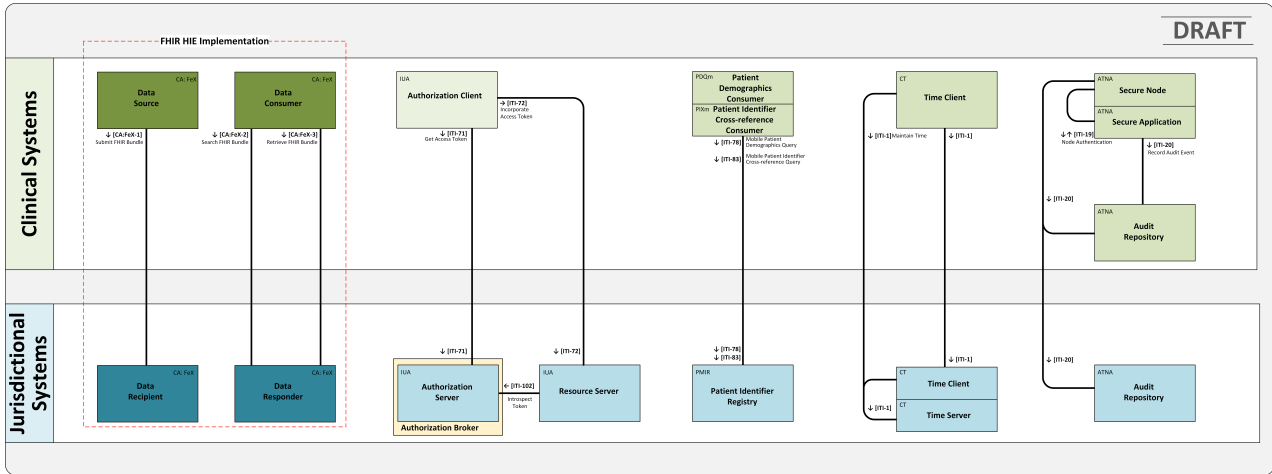 DRAFT
FHIR HIE Implementation
Clinical Systems
CA: FeX
Data
Source
CA: FeX
Data
Consumer
↓ [CA:FeX-1]
Submit FHIR Bundle
↓ [CA:FeX-2]
Search FHIR Bundle
↓ [CA:FeX-3]
Retrieve FHIR Bundle
IUA
Authorization Client
→ [ITI-72]
Incorporate
Access Token
↓ [ITI-71]
Get Access Token
PDQm
Patient
Demographics
Consumer
PIXm
Patient Identifier
Cross-reference
Consumer
↓ [ITI-78]
Mobile Patient
Demographics Query
↓ [ITI-83]
Mobile Patient Identifier
Cross-reference Query
CT
Time Client
↓ [ITI-1]
Maintain Time
↓ [ITI-1]
ATNA
Secure Node
ATNA
Secure Application
↓↑ [ITI-19]
Node Authentication
↓ [ITI-20]
Record Audit Event
↓ [ITI-20]
ATNA
Audit
Repository
Jurisdictional
Systems
CA: FeX
Data
Recipient
CA: FeX
Data
Responder
↓ [ITI-71]
IUA
Authorization
Server
Authorization Broker
← [ITI-102]
Introspect
Token
↓ [ITI-72]
IUA
Resource Server
↓ [ITI-78]
↓ [ITI-83]
PMIR
Patient Identifier
Registry
↓ [ITI-1]
CT
Time Client
↓ [ITI-1]
CT
Time Server
↓ [ITI-20]
ATNA
Audit
Repository